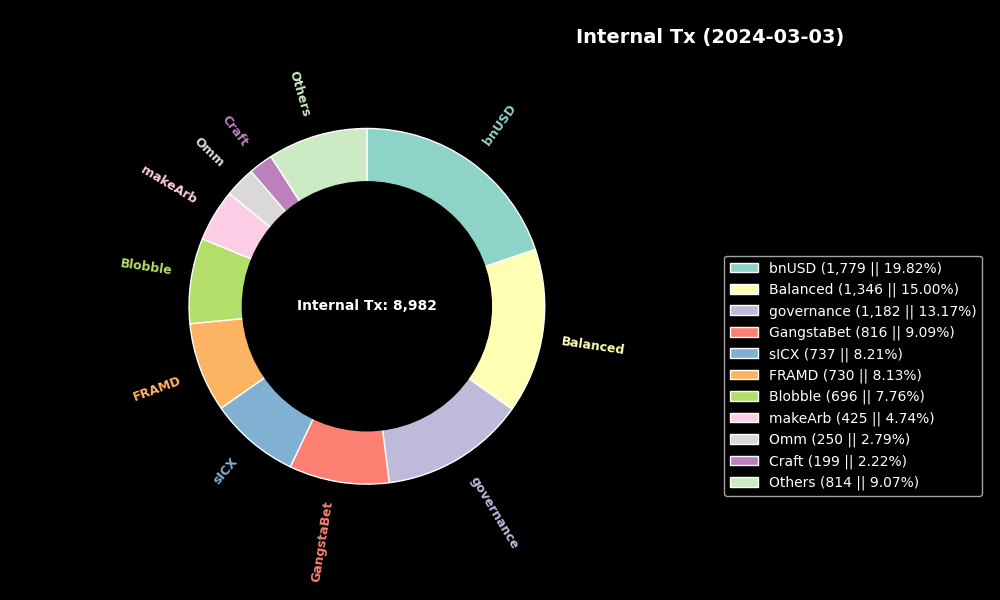 Internal Tx (2024-03-03)
Others
bnUSD
Craft
Omm
makeArb
Blobble
Internal Tx: 8,982
Balanced
FRAMD
sICX
governance
GangstaBet
bnUSD (1,779 || 19.82%)
Balanced (1,346 || 15.00%)
governance (1,182 || 13.17%)
GangstaBet (816 || 9.09%)
sICX (737 || 8.21%)
FRAMD (730 || 8.13%)
Blobble (696 || 7.76%)
makeArb (425 || 4.74%)
Omm (250 || 2.79%)
Craft (199 || 2.22%)
Others (814 || 9.07%)